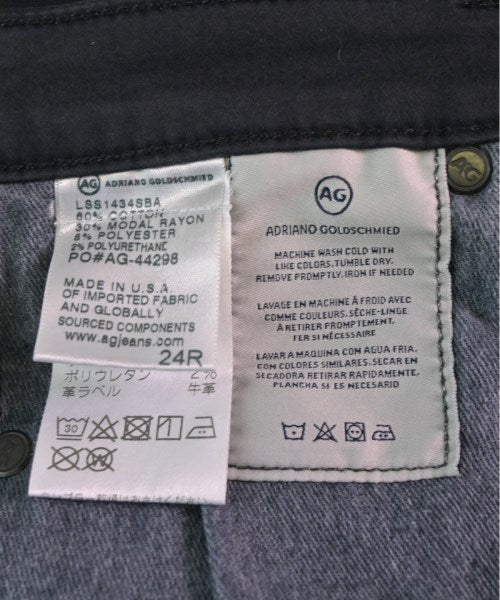 AG ADRIANO GOLDSCHMIED
LSS1434SBA
60% COTTON
30% MODAL RAYON
8% POLYESTER
2% POLYURETHANE
PO#AG-44298
MADE IN U.S.A.
OF IMPORTED FABRIC
AND GLOBALLY
SOURCED COMPONENTS
www.agjeans.com
24R
ポリウレタン 2%
革ラベル 牛革
30
W
AG
ADRIANO GOLDSCHMIED
MACHINE WASH COLD WITH
LIKE COLORS. TUMBLE DRY.
REMOVE PROMPTLY. IRON IF NEEDED
LAVAGE EN MACHINE À FROID AVEC
COMME COULEURS. SÈCHE-LINGE
À RETIRER PROMPTEMENT.
FER SI NÉCESSAIRE
LAVAR A MAQUINA CON AGUA FRIA.
CON COLORES SIMILARES. SECAR EN
SECADORA RETIRAR RAPIDAMENTE.
PLANCHA SI ES NECESARIO
AG